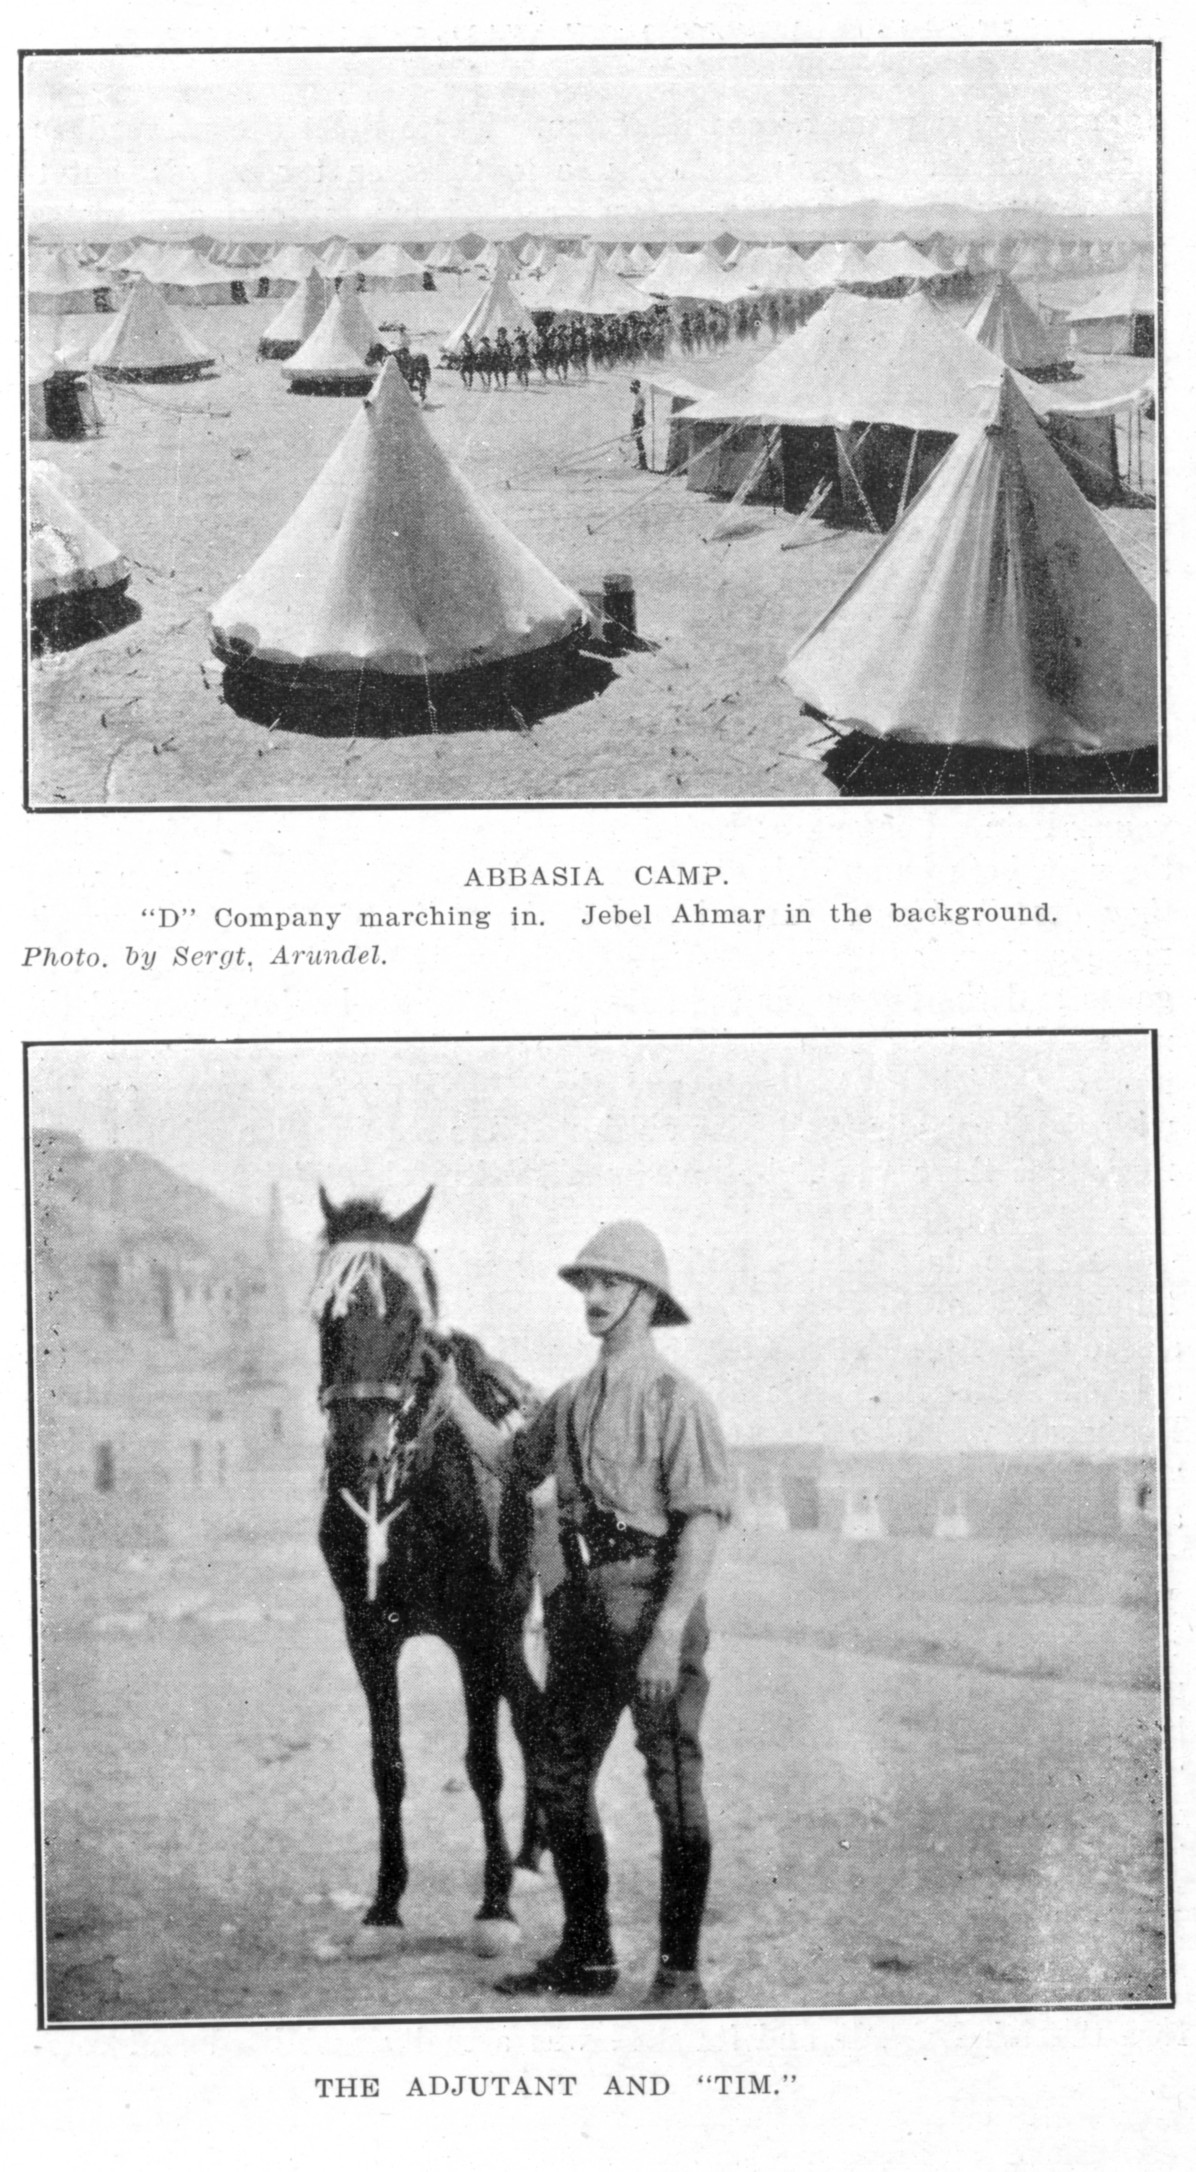 ABBASIA CAMP.
“D” Company marching in. Jebel Ahmar in the background.
Photo. by Sergt. Arundel.
THE ADJUTANT AND “TIM.”